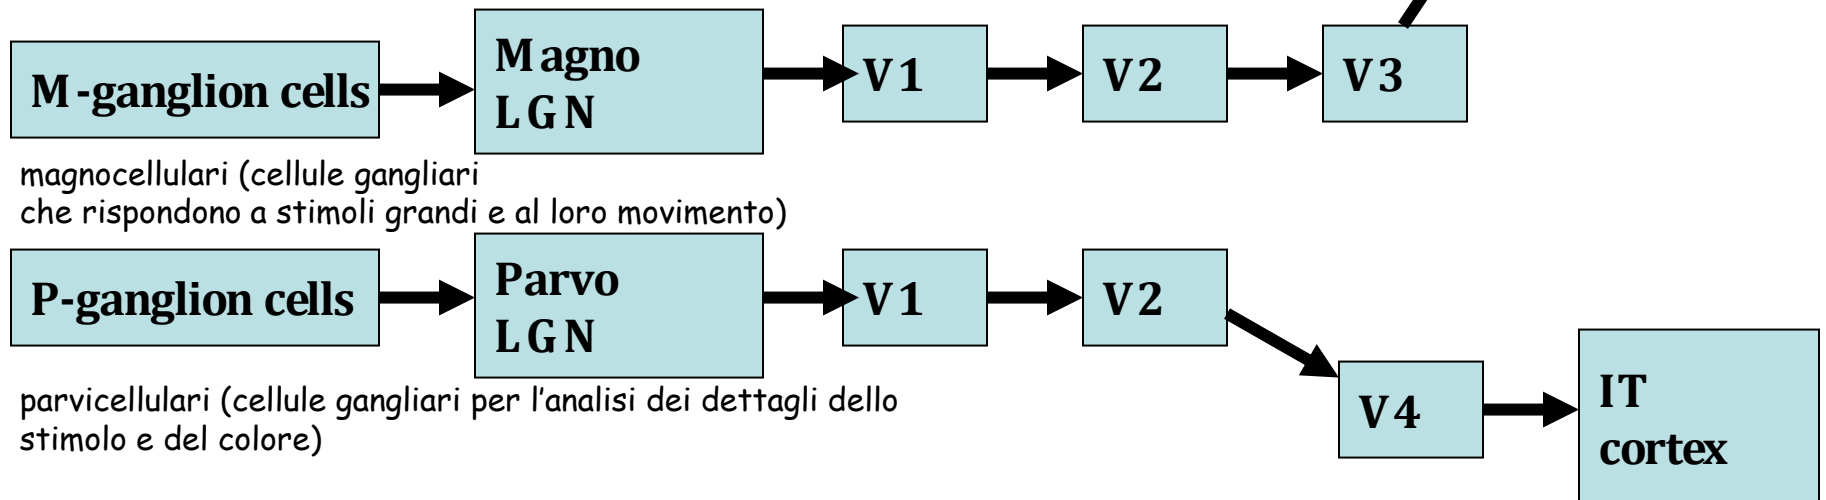 M-ganglion cells
Magno
LGN
V1
V2
V3
magnocellulari (cellule gangliari
che rispondono a stimoli grandi e al loro movimento)
P-ganglion cells
Parvo
LGN
V1
V2
V4
IT
cortex
parvicellulari (cellule gangliari per l'analisi dei dettagli dello
stimolo e del colore)